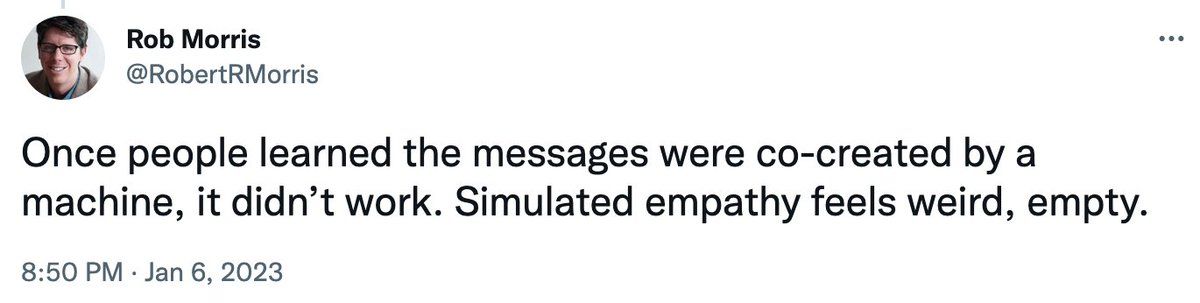 Rob Morris
@RobertRMorris
Once people learned the messages were co-created by a
machine, it didn’t work. Simulated empathy feels weird, empty.
8:50 PM · Jan 6, 2023